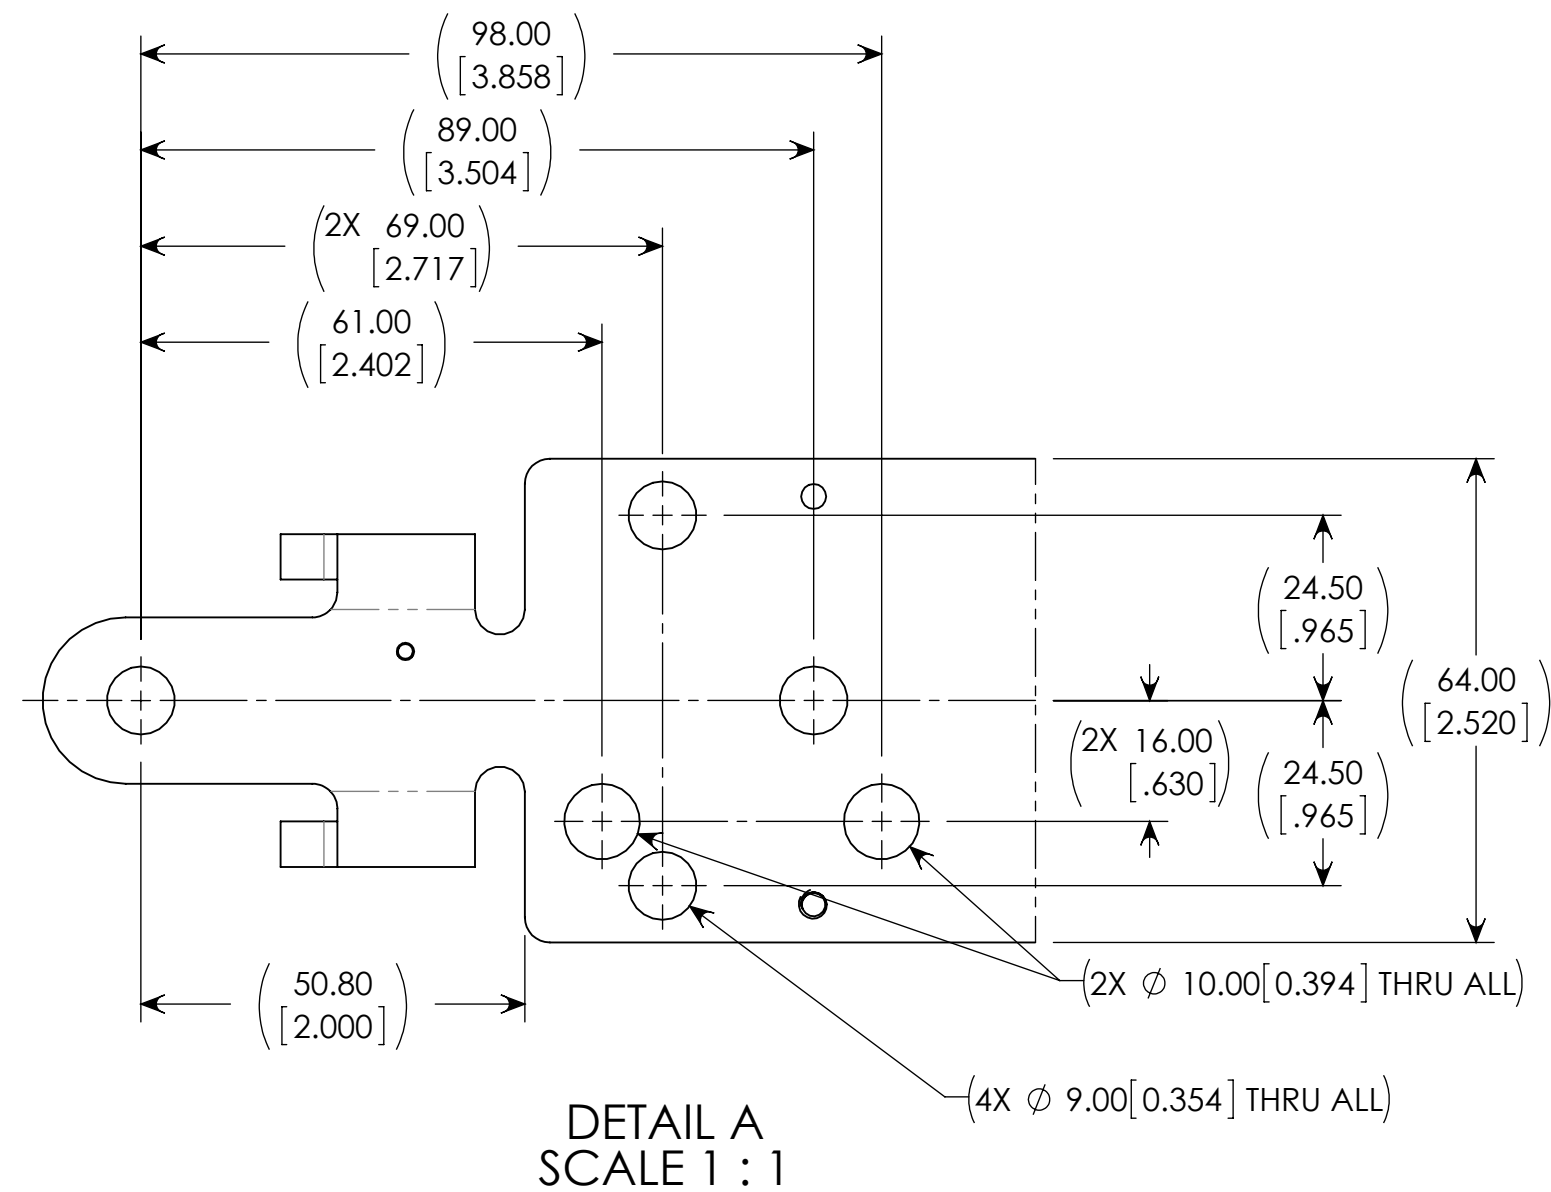 (98.00
[3.858])
(89.00
[3.504])
(2X 69.00
[2.717])
(61.00
[2.402])
(24.50
[.965])
(64.00
[2.520])
(2X 16.00
[.630])
(24.50
[.965])
(50.80
[2.000])
(2X ∅ 10.00[0.394] THRU ALL)
(4X ∅ 9.00[0.354] THRU ALL)
DETAIL A
SCALE 1 : 1